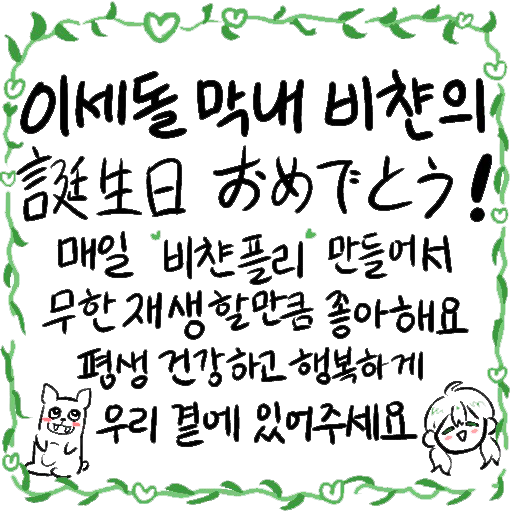 이세돌 막내 비챤의
誕生日 おめでとう!
매일 비챤플리 만들어서
무한재생할만큼 좋아해요
평생 건강하고 행복하게
우리 곁에 있어주세요